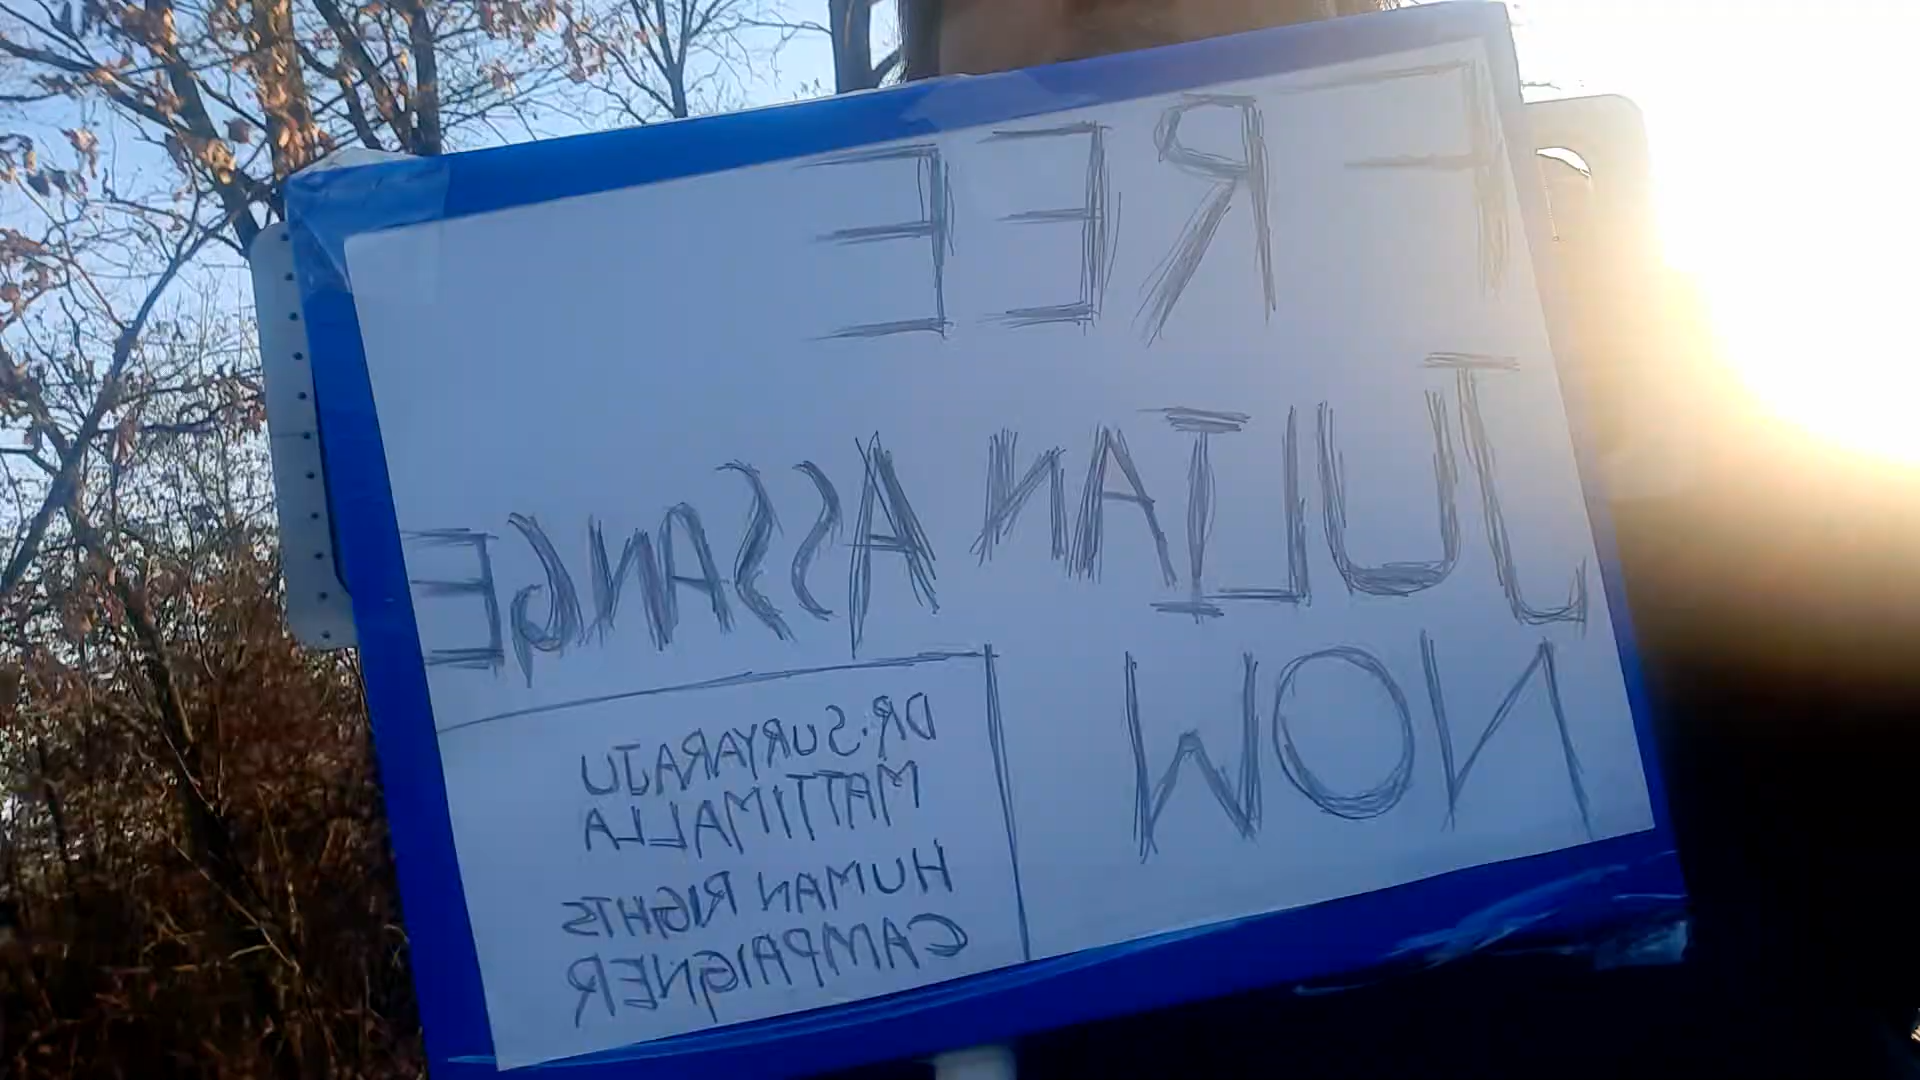 FREE
JULIAN ASSANGE
NOW
DR. SURYARAJU
MATTIMALLA
HUMAN RIGHTS
CAMPAIGNER